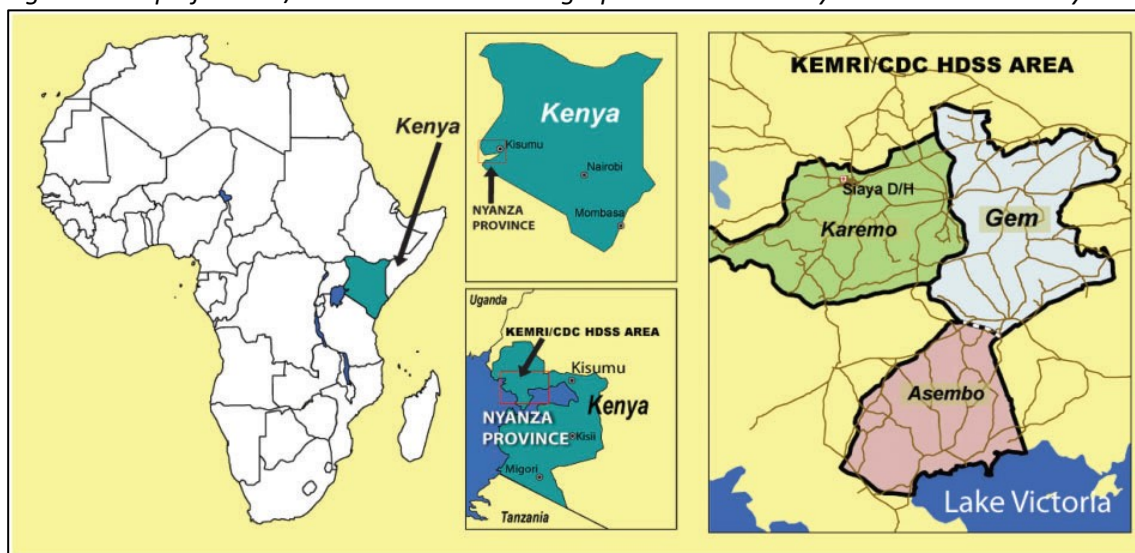 Kenya
Kenya
Kisumu
Nairobi
NYANZA
PROVINCE
Mombasa
Uganda
KEMRI/CDC HDSS AREA
Kisumu
Kenya
NYANZA
PROVINCE
Kisii
Migori
Tanzania
KEMRI/CDC HDSS AREA
Siaya D/H
Karemo
Gem
Asembo
Lake Victoria